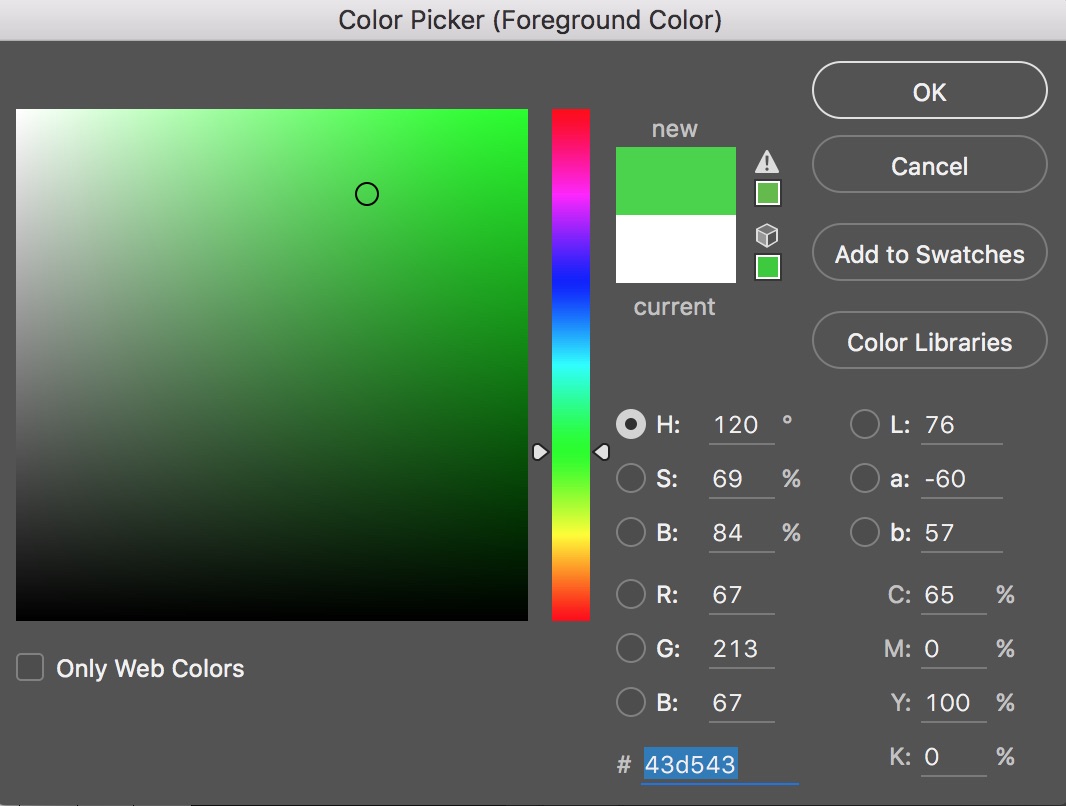 Color Picker (Foreground Color)
new
current
OK
Cancel
Add to Swatches
Color Libraries
H: 120 °
S: 69 %
B: 84 %
R: 67
G: 213
B: 67
# 43d543
L: 76
a: -60
b: 57
C: 65 %
M: 0 %
Y: 100 %
K: 0 %
Only Web Colors